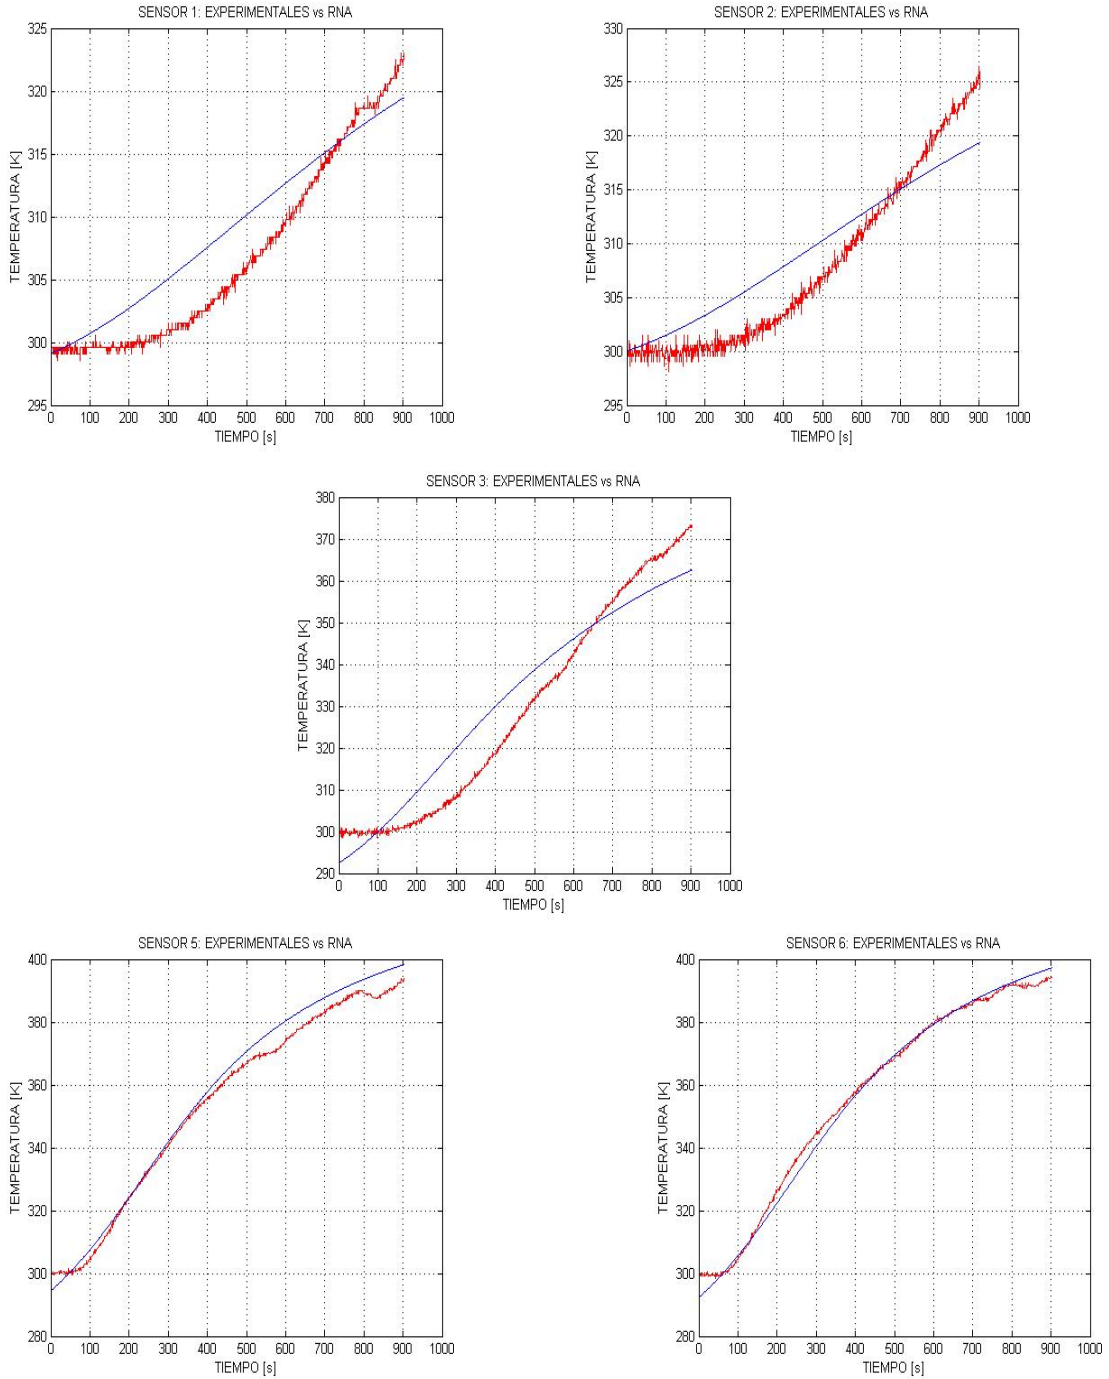 SENSOR 1: EXPERIMENTALES vs RNA
325
320
315
310
305
300
295
TEMPERATURA [K]
0 100 200 300 400 500 600 700 800 900 1000
TIEMPO [s]
SENSOR 2: EXPERIMENTALES vs RNA
330
325
320
315
310
305
300
295
TEMPERATURA [K]
0 100 200 300 400 500 600 700 800 900 1000
TIEMPO [s]
SENSOR 3: EXPERIMENTALES vs RNA
380
370
360
350
340
330
320
310
300
290
TEMPERATURA [K]
0 100 200 300 400 500 600 700 800 900 1000
TIEMPO [s]
SENSOR 5: EXPERIMENTALES vs RNA
400
380
360
340
320
300
280
TEMPERATURA [K]
0 100 200 300 400 500 600 700 800 900 1000
TIEMPO [s]
SENSOR 6: EXPERIMENTALES vs RNA
400
380
360
340
320
300
280
TEMPERATURA [K]
0 100 200 300 400 500 600 700 800 900 1000
TIEMPO [s]